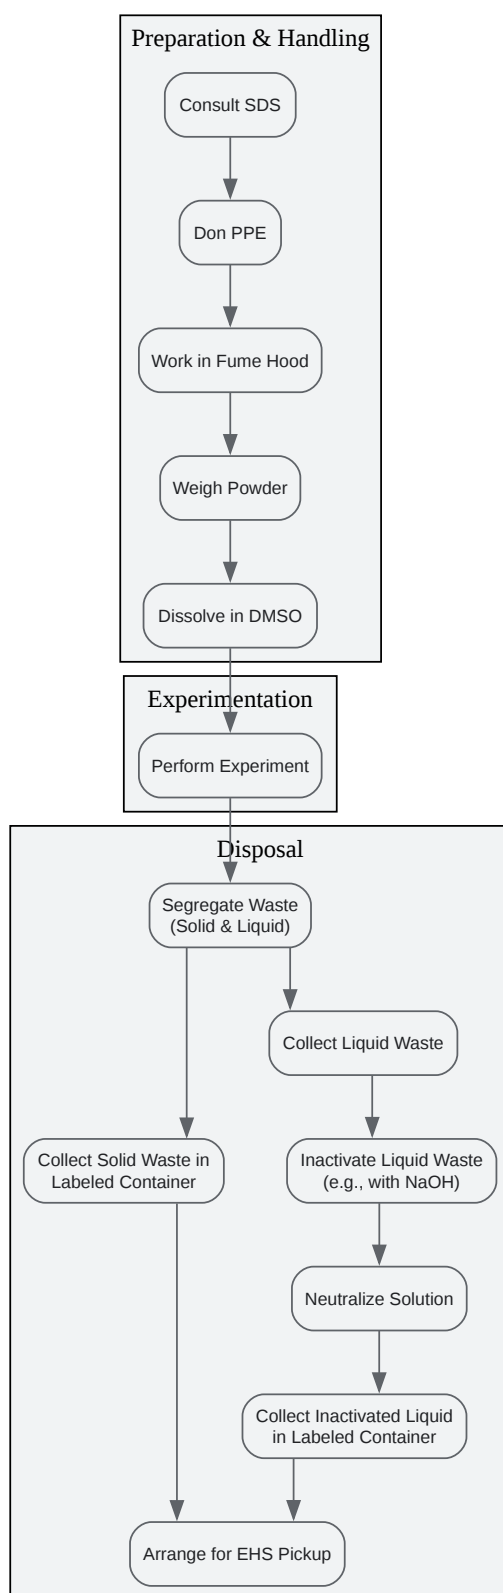 Preparation & Handling
Consult SDS
Don PPE
Work in Fume Hood
Weigh Powder
Dissolve in DMSO
Experimentation
Perform Experiment
Disposal
Segregate Waste
(Solid & Liquid)
Collect Liquid Waste
Collect Solid Waste in
Labeled Container
Inactivate Liquid Waste
(e.g., with NaOH)
Neutralize Solution
Collect Inactivated Liquid
in Labeled Container
Arrange for EHS Pickup